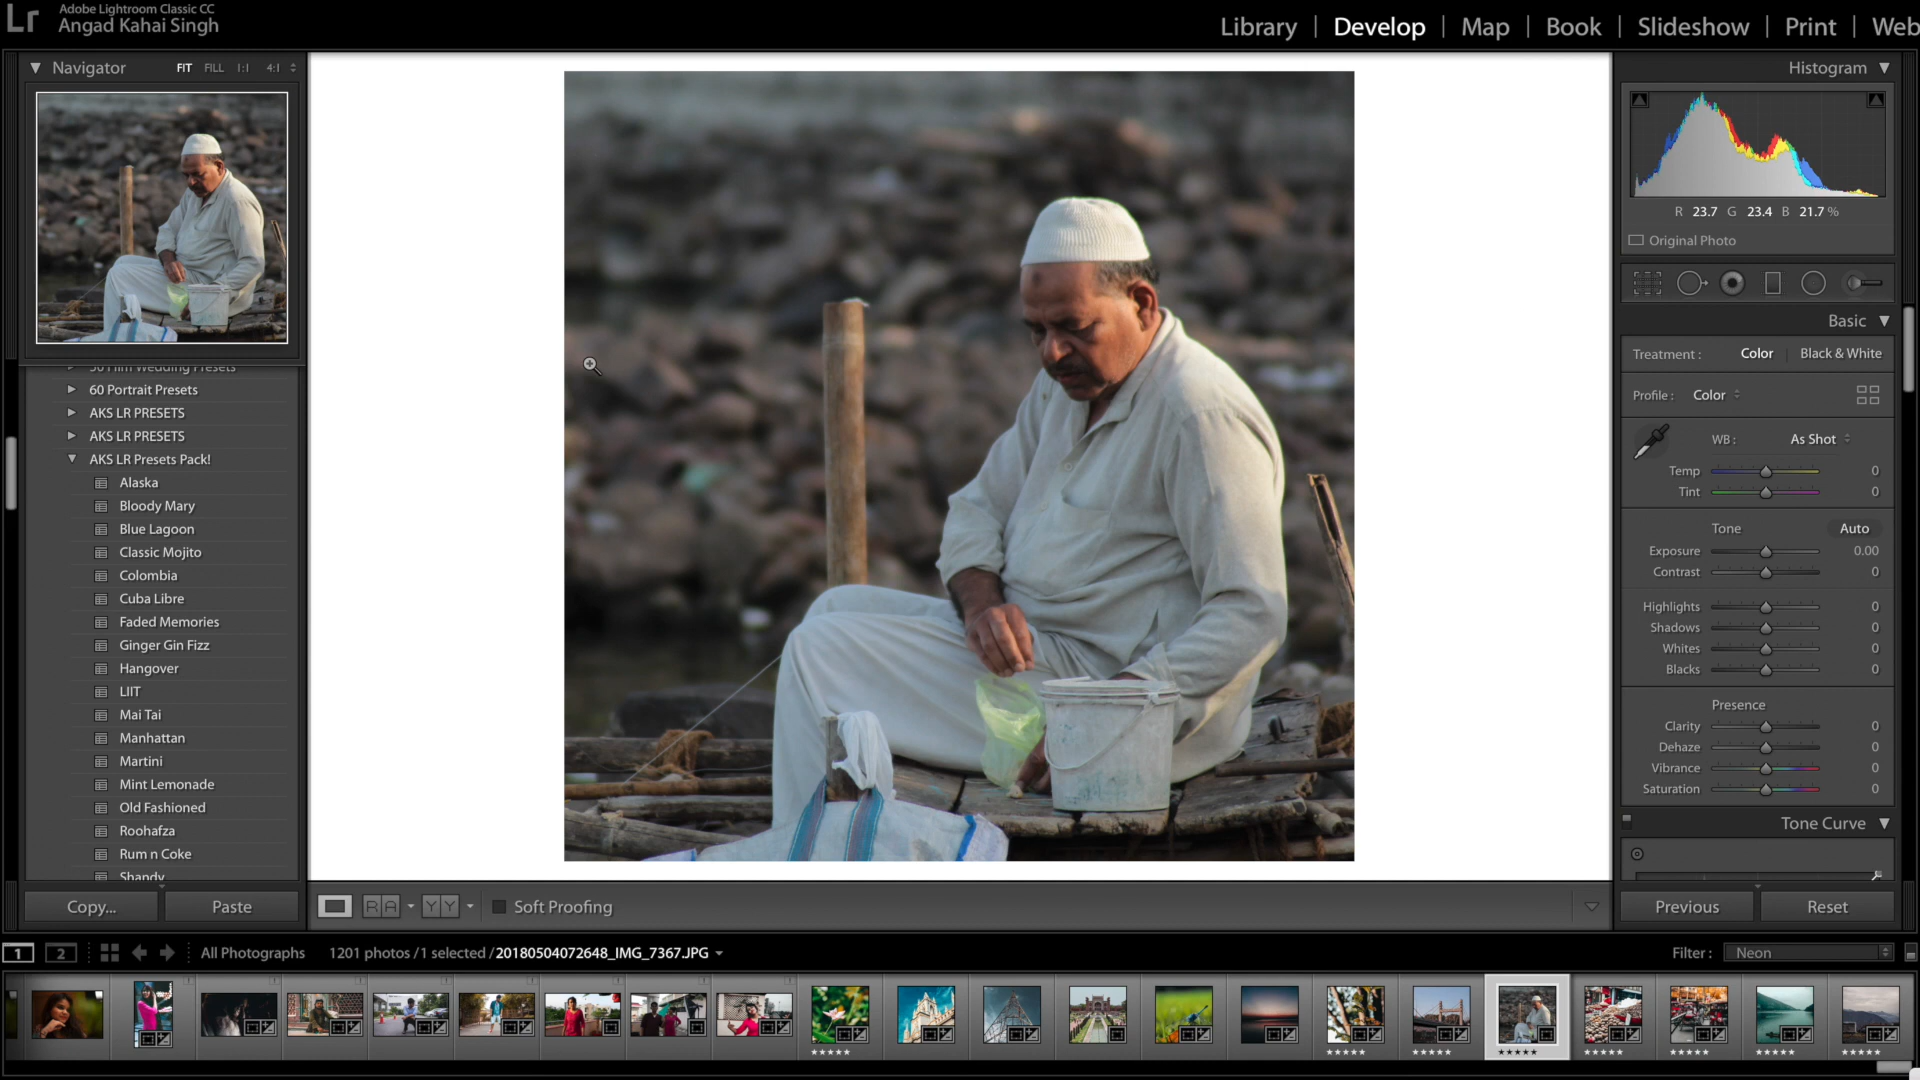 Lr
Adobe Lightroom Classic CC
Angad Kahai Singh
Library | Develop | Map | Book | Slideshow | Print | Web
Navigator FIT FILL 1:1 4:1
60 Portrait Presets
AKS LR PRESETS
AKS LR PRESETS
AKS LR Presets Pack!
Alaska
Bloody Mary
Blue Lagoon
Classic Mojito
Colombia
Cuba Libre
Faded Memories
Ginger Gin Fizz
Hangover
LIIT
Mai Tai
Manhattan
Martini
Mint Lemonade
Old Fashioned
Roohafza
Rum n Coke
Shandy
Copy... Paste
Histogram
R 23.7 G 23.4 B 21.7 %
Original Photo
Basic
Treatment : Color | Black & White
Profile : Color
WB : As Shot
Temp 0
Tint 0
Tone Auto
Exposure 0.00
Contrast 0
Highlights 0
Shadows 0
Whites 0
Blacks 0
Presence
Clarity 0
Dehaze 0
Vibrance 0
Saturation 0
Tone Curve
Previous Reset
RA YY Soft Proofing
1 2 All Photographs 1201 photos /1 selected /20180504072648_IMG_7367.JPG Filter : Neon